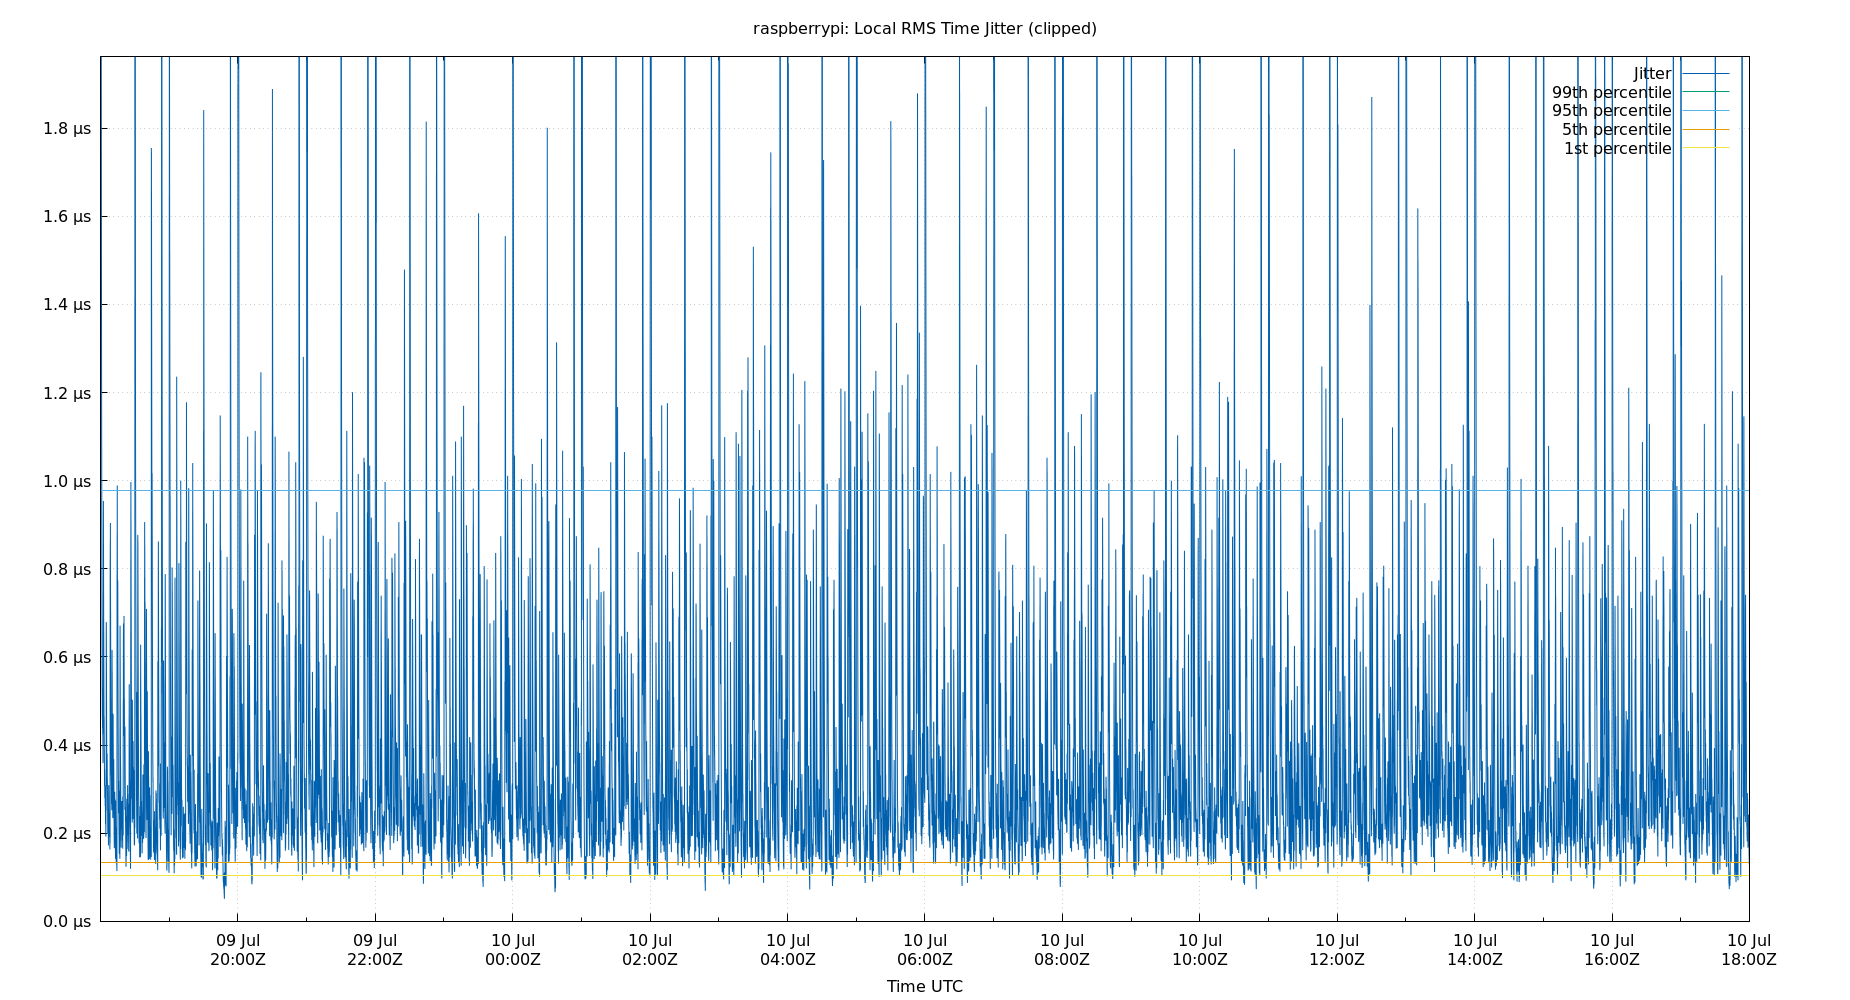 raspberrypi: Local RMS Time Jitter (clipped)
Jitter
99th percentile
95th percentile
5th percentile
1st percentile
1.8 µs
1.6 µs
1.4 µs
1.2 µs
1.0 µs
0.8 µs
0.6 µs
0.4 µs
0.2 µs
0.0 µs
09 Jul 09 Jul 10 Jul 10 Jul 10 Jul 10 Jul 10 Jul 10 Jul 10 Jul 10 Jul 10 Jul 10 Jul
20:00Z 22:00Z 00:00Z 02:00Z 04:00Z 06:00Z 08:00Z 10:00Z 12:00Z 14:00Z 16:00Z 18:00Z
Time UTC